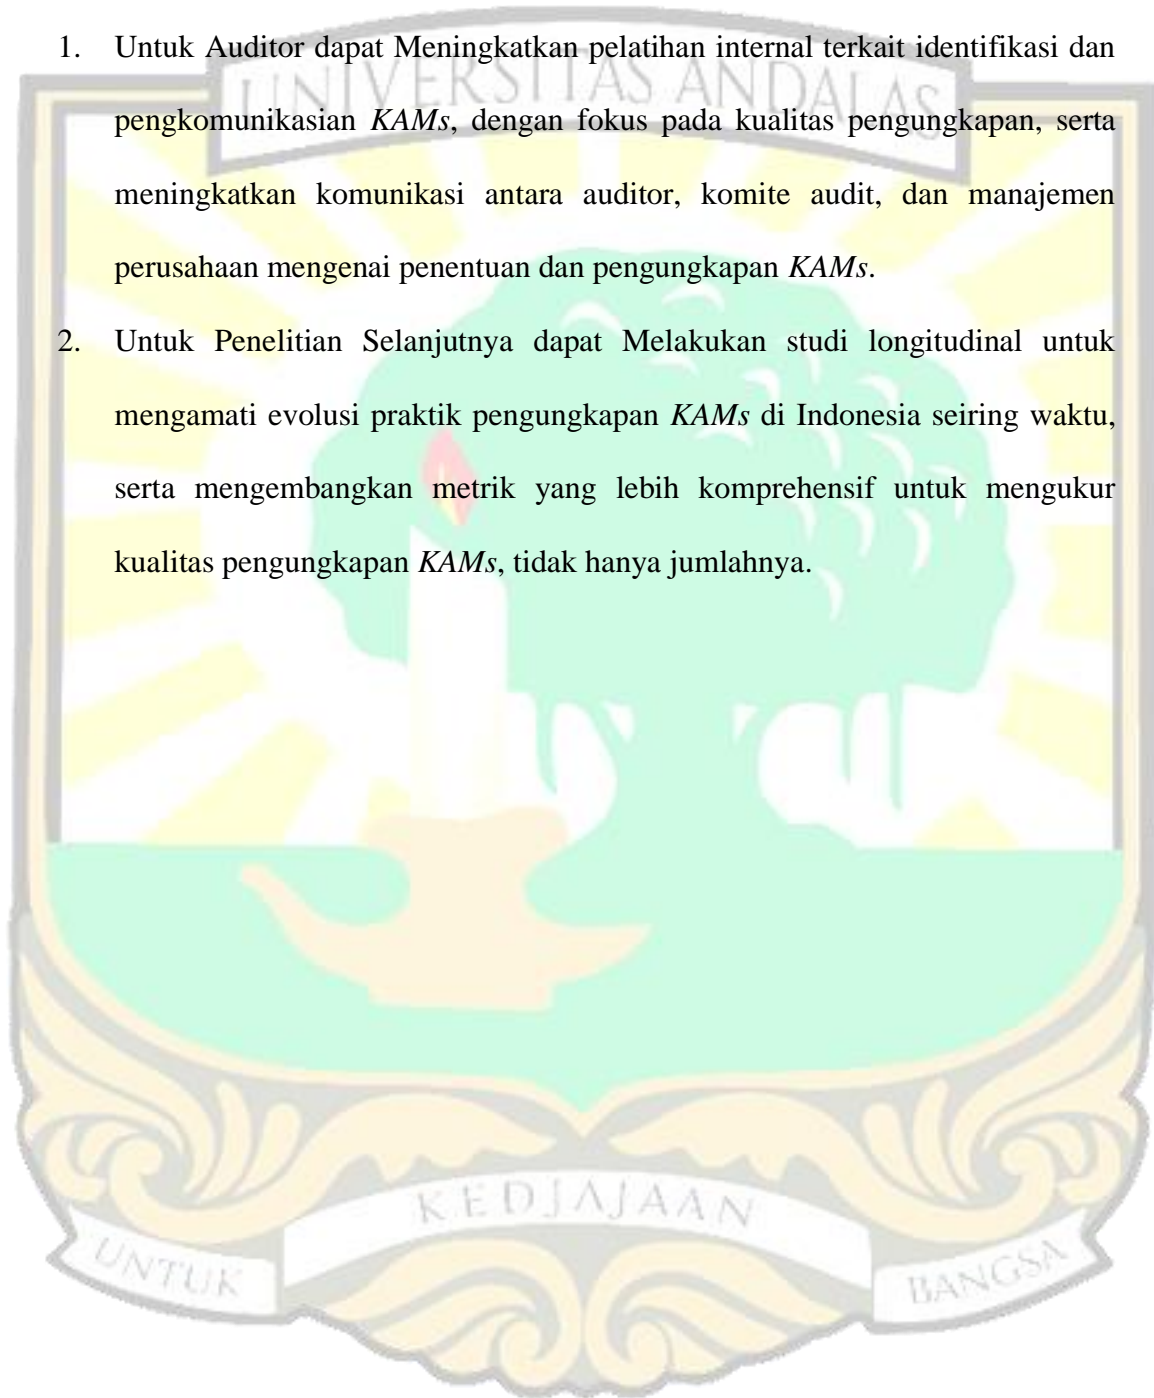 1. Untuk Auditor dapat Meningkatkan pelatihan internal terkait identifikasi dan
UNIVERSITAS ANDALAS
pengkomunikasian KAMs, dengan fokus pada kualitas pengungkapan, serta
meningkatkan komunikasi antara auditor, komite audit, dan manajemen
perusahaan mengenai penentuan dan pengungkapan KAMs.
2. Untuk Penelitian Selanjutnya dapat Melakukan studi longitudinal untuk
mengamati evolusi praktik pengungkapan KAMs di Indonesia seiring waktu,
serta mengembangkan metrik yang lebih komprehensif untuk mengukur
kualitas pengungkapan KAMs, tidak hanya jumlahnya.
UNTUK KEDJAJAAN BANGSA